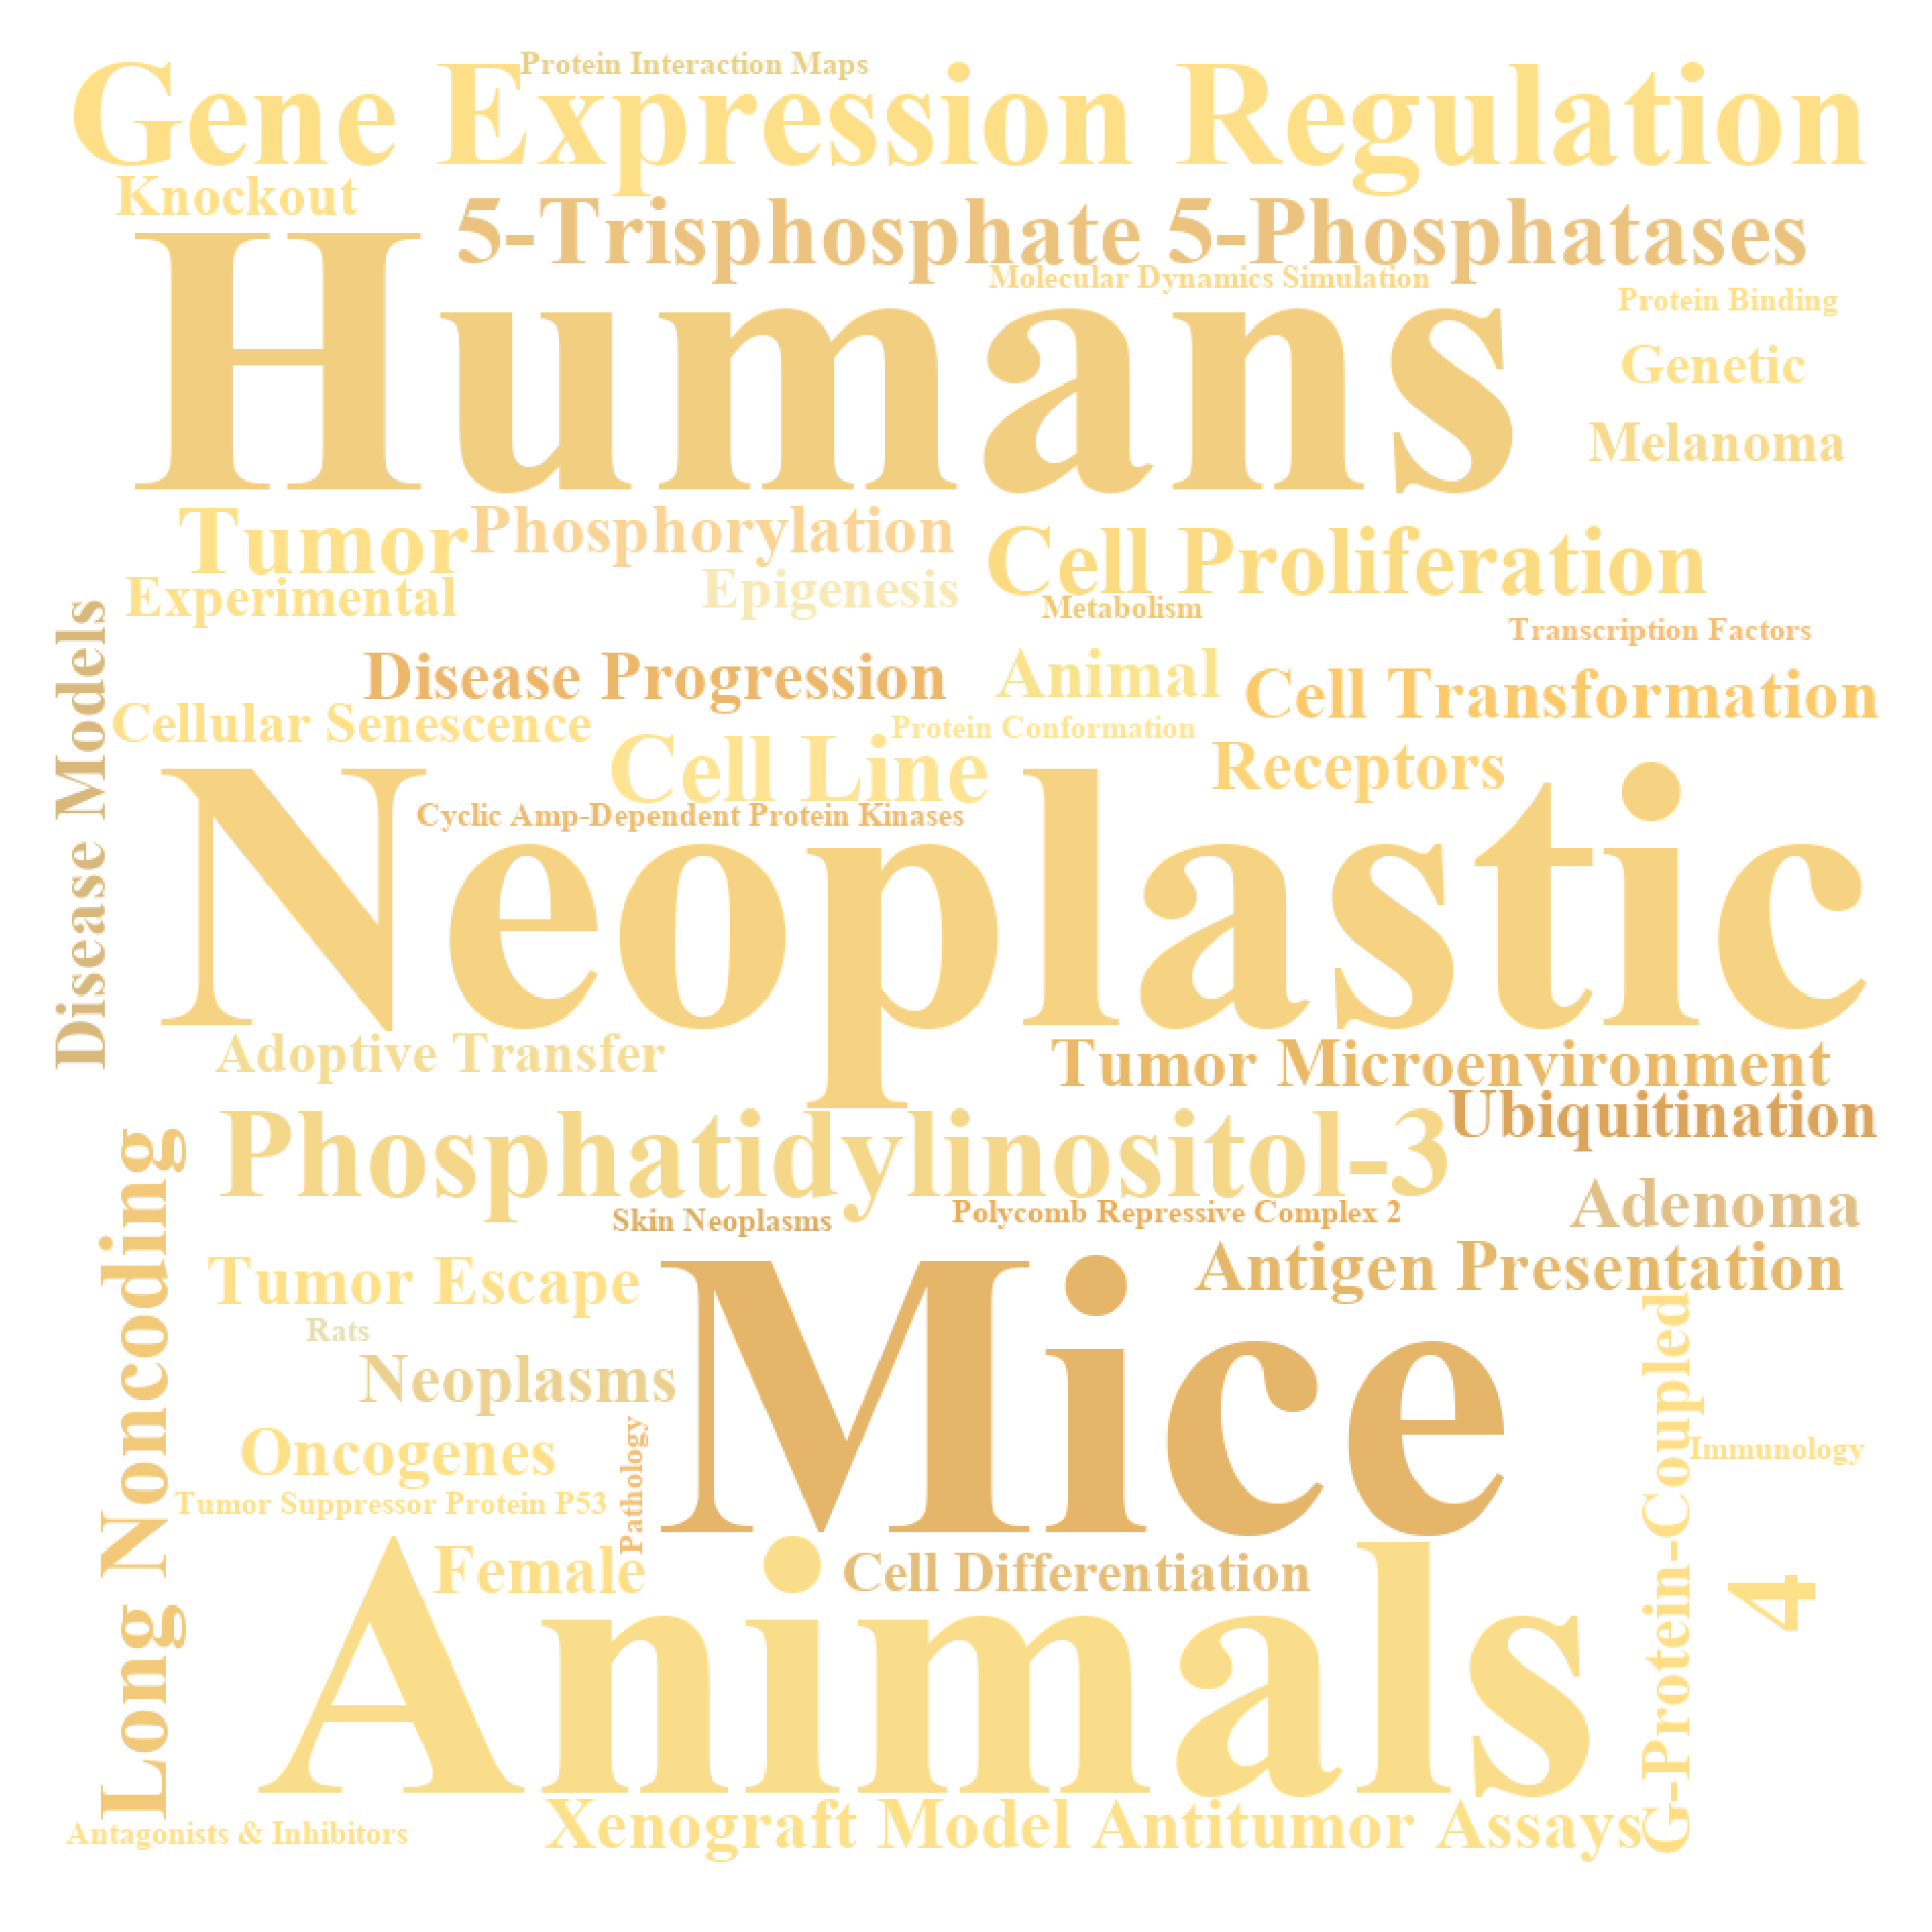 Protein Interaction Maps
Gene Expression Regulation
Knockout
5-Trisphosphate 5-Phosphatases
Molecular Dynamics Simulation
Protein Binding
Humans
Genetic
Melanoma
Tumor
Phosphorylation
Cell Proliferation
Experimental
Epigenesis
Metabolism
Transcription Factors
Disease Models
Disease Progression
Animal
Cell Transformation
Cellular Senescence
Protein Conformation
Cell Line
Receptors
Cyclic Amp-Dependent Protein Kinases
Neoplastic
Adoptive Transfer
Tumor Microenvironment
Ubiquitination
Phosphatidylinositol-3
Long Noncoding
Skin Neoplasms
Polycomb Repressive Complex 2
Adenoma
Tumor Escape
Antigen Presentation
Rats
Mice
Neoplasms
G-Protein-Coupled
Oncogenes
Pathology
Immunology
Tumor Suppressor Protein P53
Female
Cell Differentiation
4
Animals
Antagonists & Inhibitors
Xenograft Model Antitumor Assays